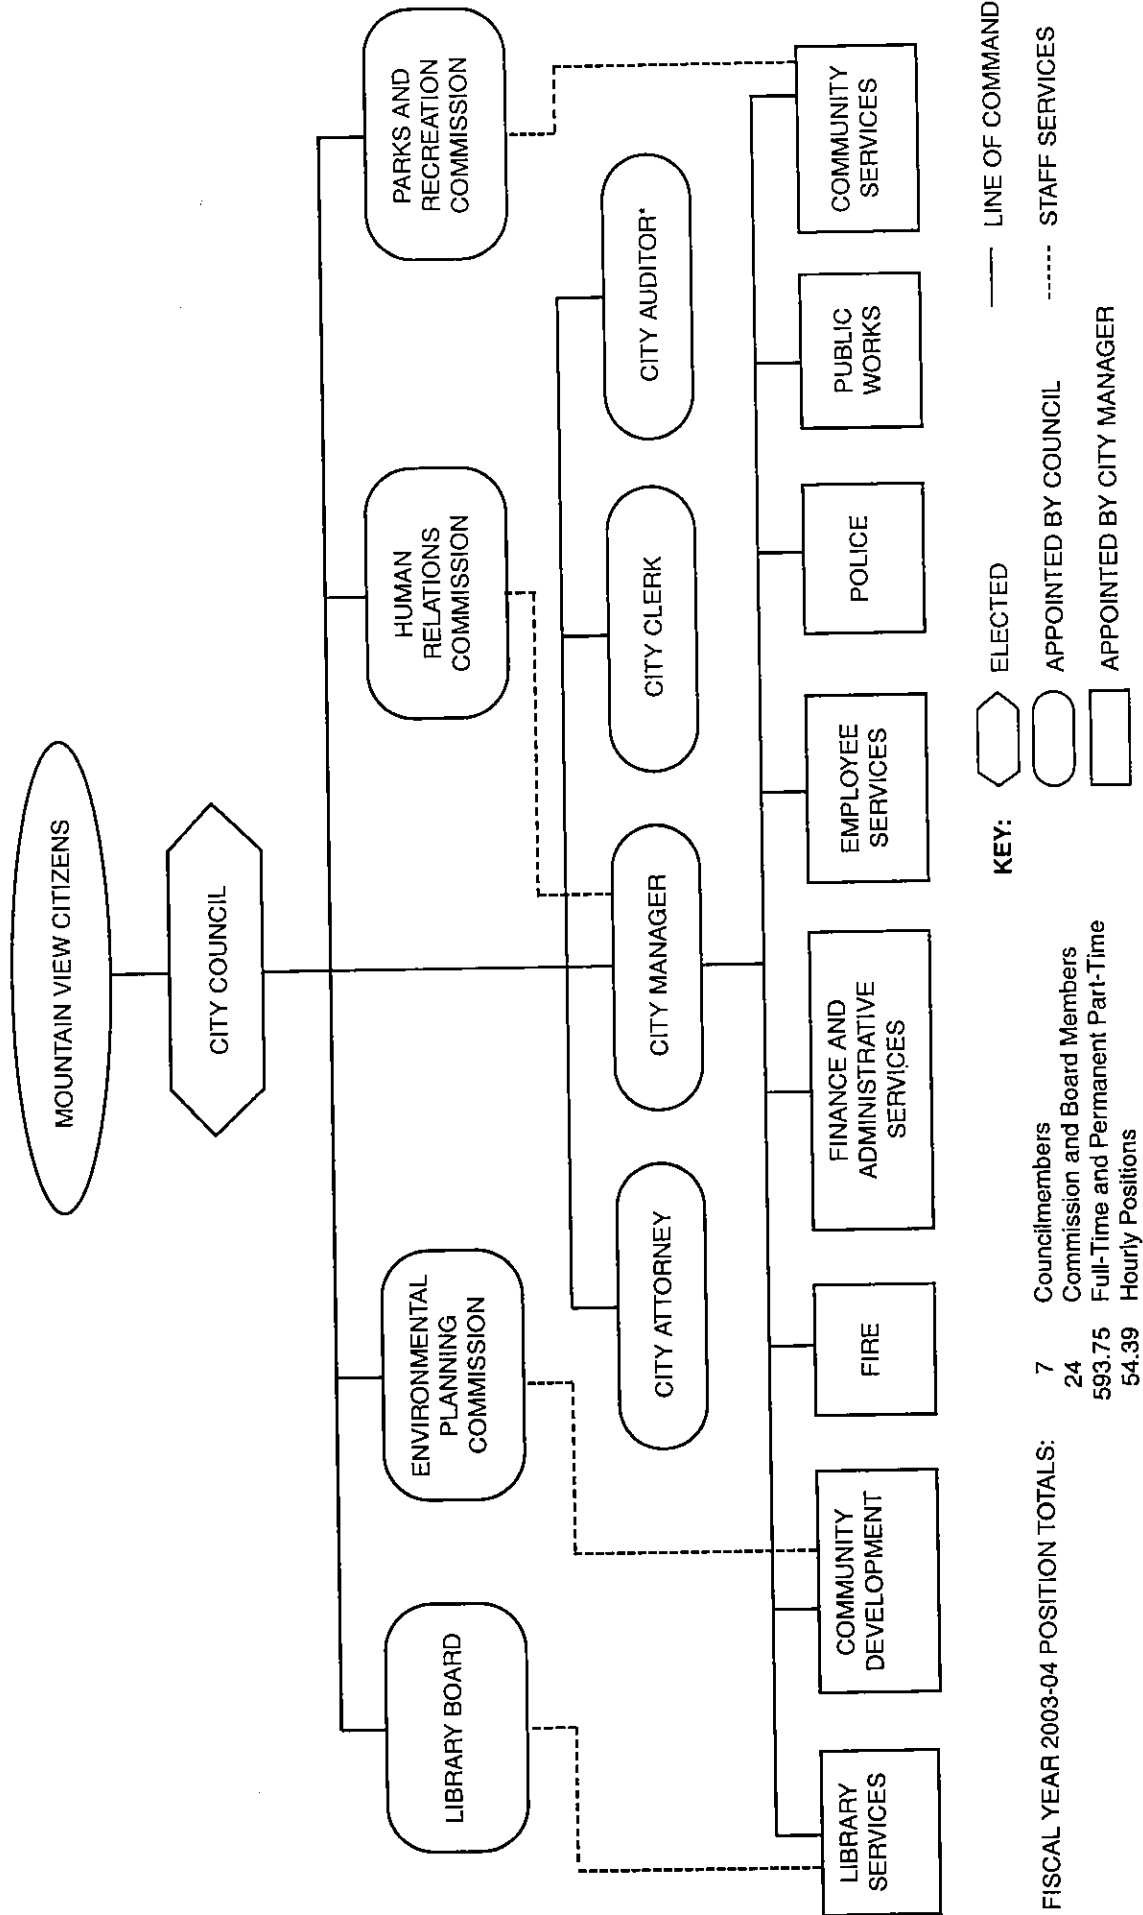 MOUNTAIN VIEW CITIZENS
CITY COUNCIL
LIBRARY BOARD
ENVIRONMENTAL
PLANNING
COMMISSION
HUMAN
RELATIONS
COMMISSION
PARKS AND
RECREATION
COMMISSION
CITY ATTORNEY
CITY MANAGER
CITY CLERK
CITY AUDITOR*
LIBRARY
SERVICES
COMMUNITY
DEVELOPMENT
FIRE
FINANCE AND
ADMINISTRATIVE
SERVICES
EMPLOYEE
SERVICES
POLICE
PUBLIC
WORKS
COMMUNITY
SERVICES
FISCAL YEAR 2003-04 POSITION TOTALS:
7 Councilmembers
24 Commission and Board Members
593.75 Full-Time and Permanent Part-Time
54.39 Hourly Positions
KEY:
ELECTED
APPOINTED BY COUNCIL
APPOINTED BY CITY MANAGER
LINE OF COMMAND
STAFF SERVICES